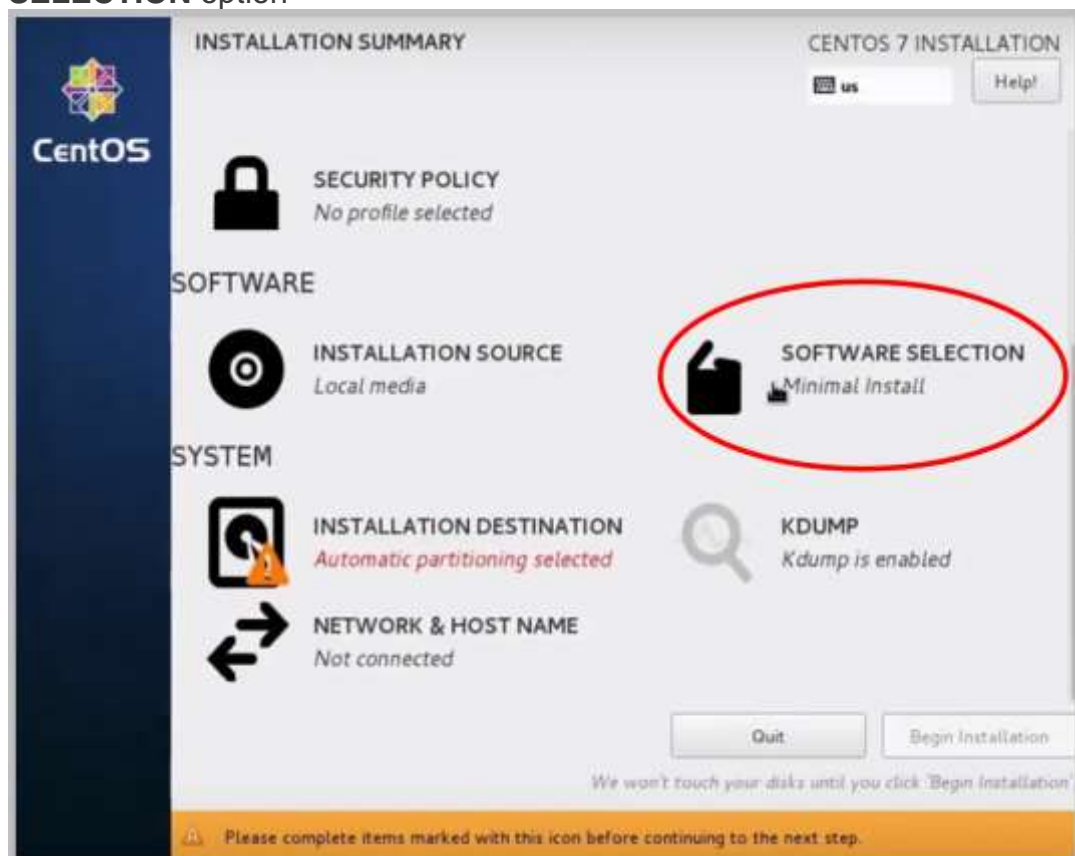 SELECTION option
INSTALLATION SUMMARY
CENTOS 7 INSTALLATION
us
Help!
CentOS
SECURITY POLICY
No profile selected
SOFTWARE
INSTALLATION SOURCE
Local media
SOFTWARE SELECTION
Minimal Install
SYSTEM
INSTALLATION DESTINATION
Automatic partitioning selected
KDUMP
Kdump is enabled
NETWORK & HOST NAME
Not connected
Quit
Begin Installation
We won't touch your disks until you click 'Begin Installation'
Please complete items marked with this icon before continuing to the next step.